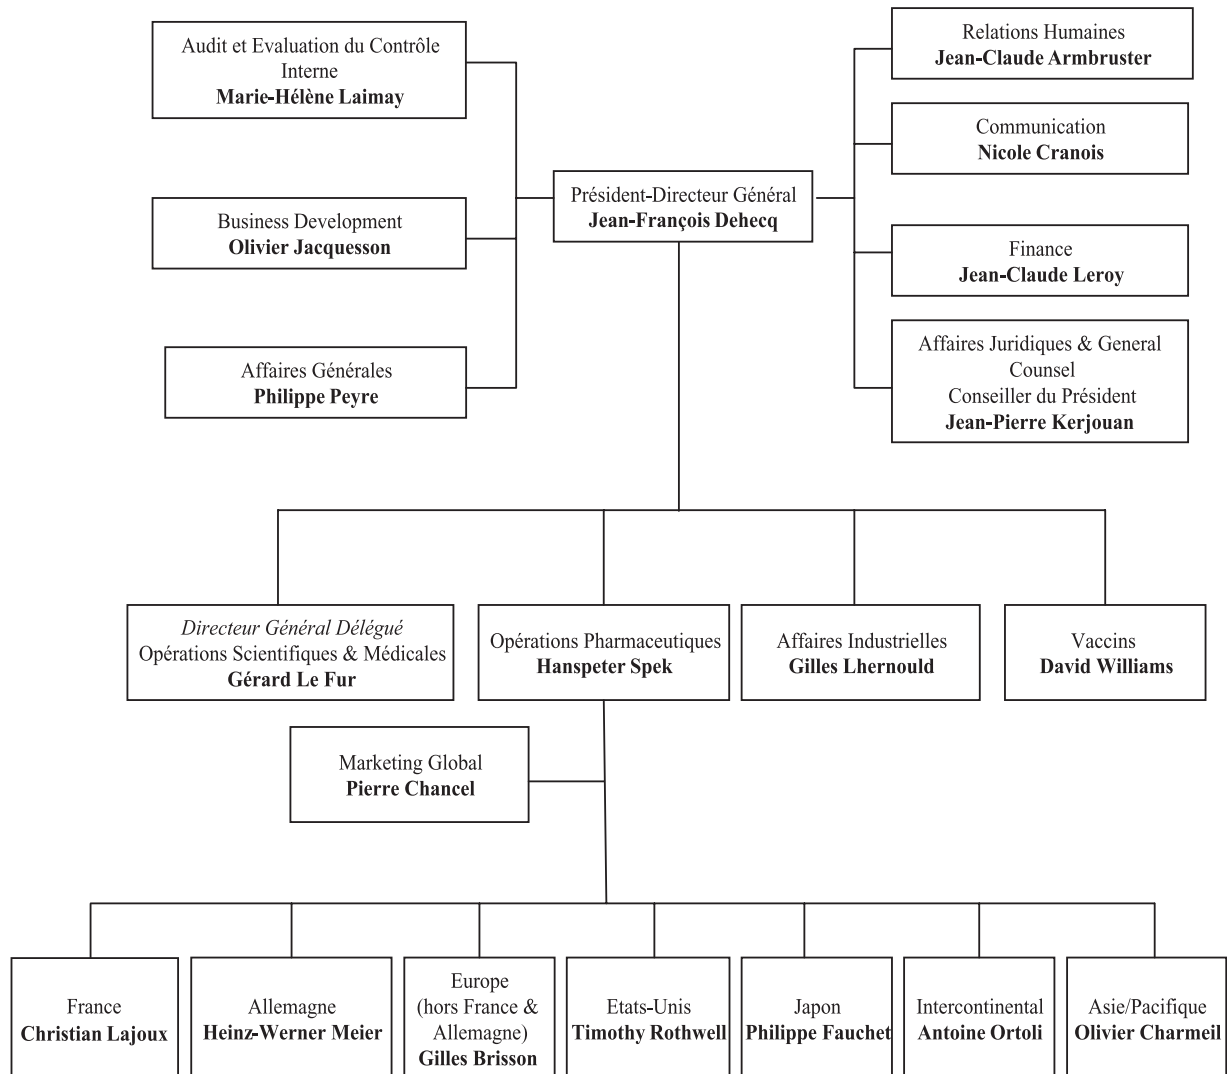 Audit et Evaluation du Contrôle
Interne
Marie-Hélène Laimay
Business Development
Olivier Jacquesson
Affaires Générales
Philippe Peyre
Président-Directeur Général
Jean-François Dehecq
Relations Humaines
Jean-Claude Armbruster
Communication
Nicole Cranois
Finance
Jean-Claude Leroy
Affaires Juridiques & General
Counsel
Conseiller du Président
Jean-Pierre Kerjouan
Directeur Général Délégué
Opérations Scientifiques & Médicales
Gérard Le Fur
Opérations Pharmaceutiques
Hanspeter Spek
Affaires Industrielles
Gilles Lhernould
Vaccins
David Williams
Marketing Global
Pierre Chancel
France
Christian Lajoux
Allemagne
Heinz-Werner Meier
Europe
(hors France &
Allemagne)
Gilles Brisson
Etats-Unis
Timothy Rothwell
Japon
Philippe Fauchet
Intercontinental
Antoine Ortoli
Asie/Pacifique
Olivier Charmeil